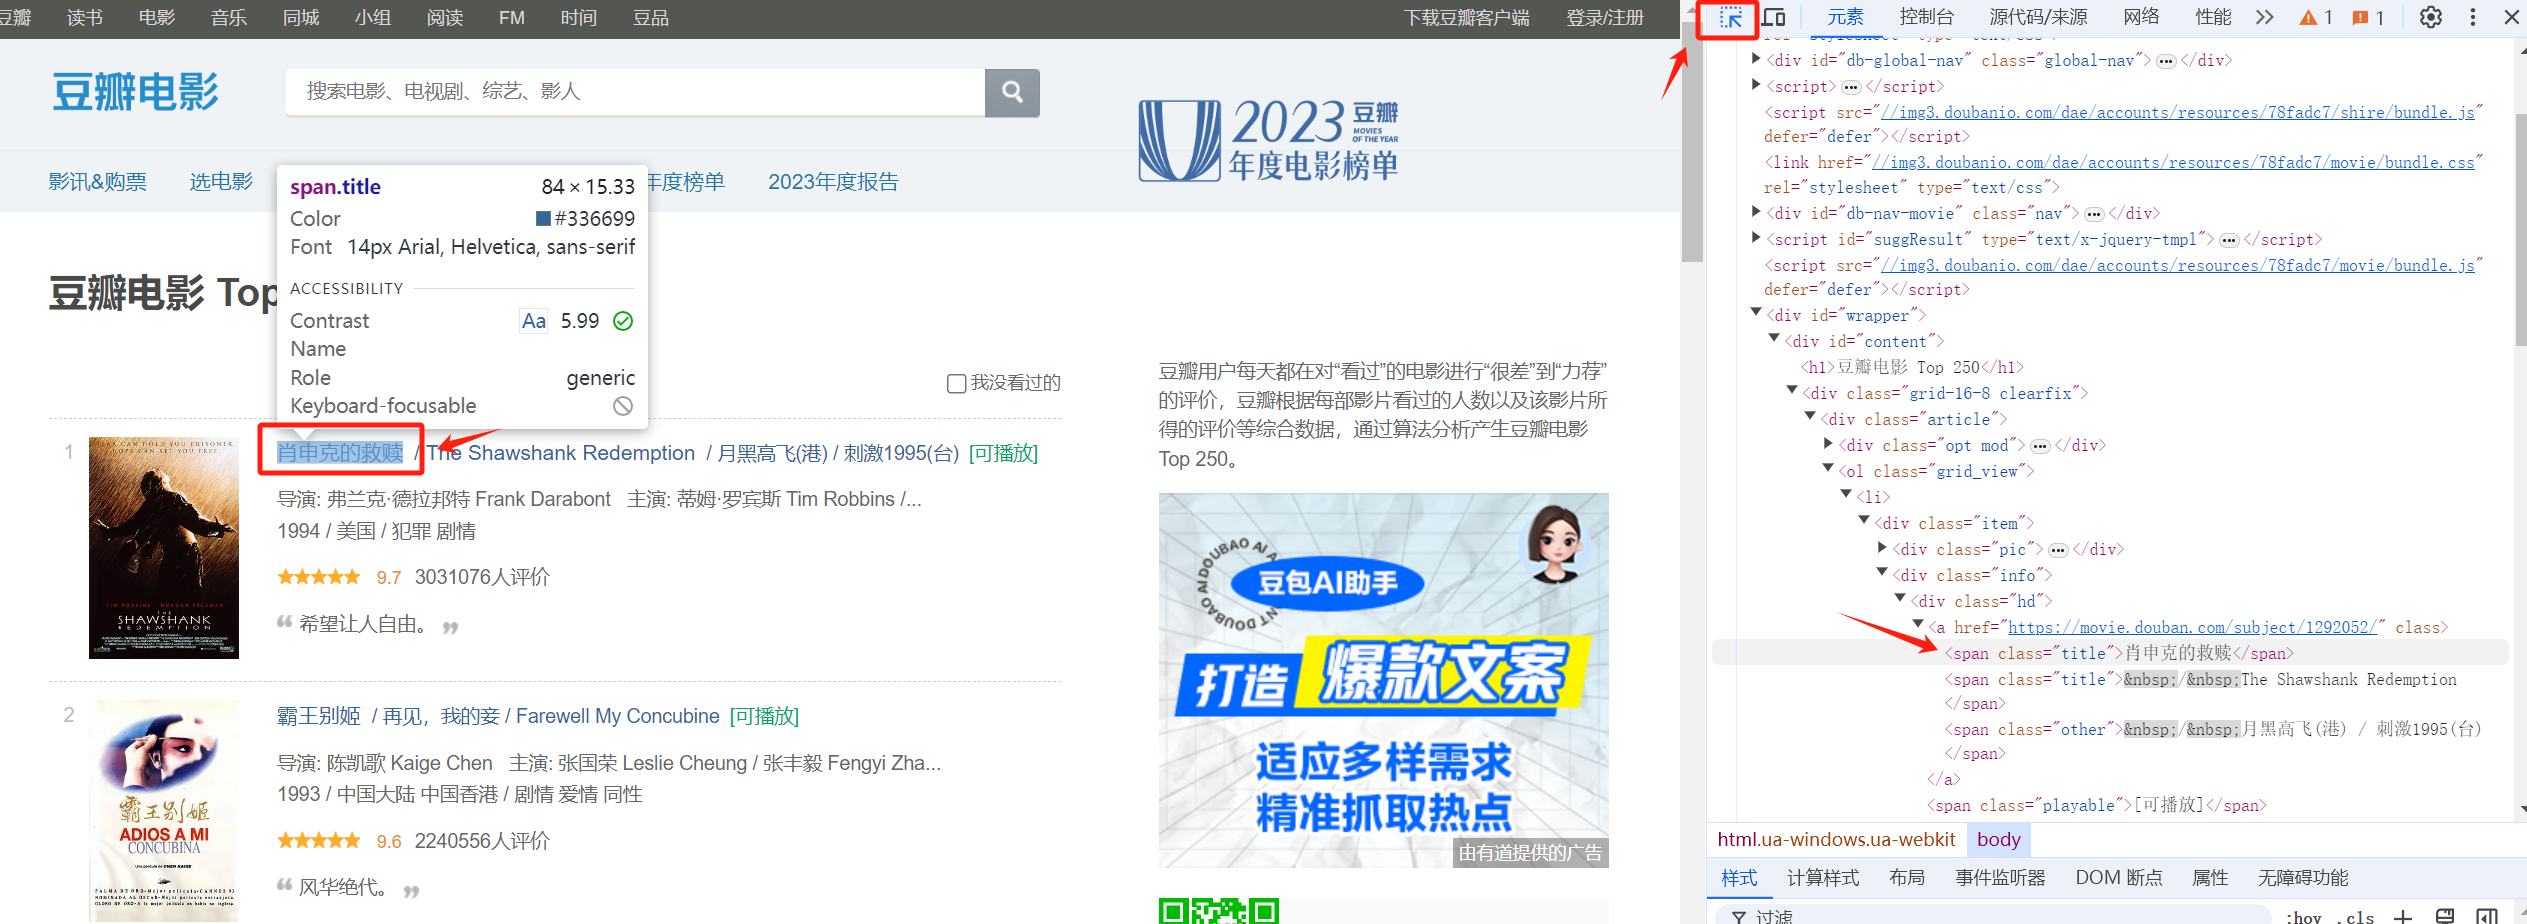 豆瓣 读书 电影 音乐 同城 小组 阅读 FM 时间 豆品 下载豆瓣客户端 登录/注册
豆瓣电影
搜索电影、电视剧、综艺、影人
2023 豆瓣
MOVIES
OF THE YEAR
年度电影榜单
影讯&购票 选电影 年度榜单 2023年度报告
span.title 84 × 15.33
Color #336699
Font 14px Arial, Helvetica, sans-serif
ACCESSIBILITY
Contrast Aa 5.99
Name
Role generic
Keyboard-focusable
豆瓣电影 Top
我没看过的
1
肖申克的救赎 / The Shawshank Redemption / 月黑高飞(港) / 刺激1995(台) [可播放]
导演: 弗兰克·德拉邦特 Frank Darabont 主演: 蒂姆·罗宾斯 Tim Robbins /...
1994 / 美国 / 犯罪 剧情
9.7 3031076人评价
“ 希望让人自由。 ”
FEAR CAN HOLD YOU PRISONER.
HOPE CAN SET YOU FREE.
TIM ROBBINS MORGAN FREEMAN
THE
SHAWSHANK
REDEMPTION
2
霸王别姬 / 再见，我的妾 / Farewell My Concubine [可播放]
导演: 陈凯歌 Kaige Chen 主演: 张国荣 Leslie Cheung / 张丰毅 Fengyi Zha...
1993 / 中国大陆 中国香港 / 剧情 爱情 同性
9.6 2240556人评价
“ 风华绝代。 ”
霸王别姬
ADIOS A MI
CONCUBINA
豆瓣用户每天都在对“看过”的电影进行“很差”到“力荐”
的评价，豆瓣根据每部影片看过的人数以及该影片所
得的评价等综合数据，通过算法分析产生豆瓣电影
Top 250。
豆包AI助手
打造 爆款文案
适应多样需求
精准抓取热点
由有道提供的广告
元素 控制台 源代码/来源 网络 性能 1 1
<div id="db-global-nav" class="global-nav">…</div>
<script>…</script>
<script src="//img3.doubanio.com/dae/accounts/resources/78fadc7/shire/bundle.js"
defer="defer"></script>
<link href="//img3.doubanio.com/dae/accounts/resources/78fadc7/movie/bundle.css"
rel="stylesheet" type="text/css">
<div id="db-nav-movie" class="nav">…</div>
<script id="suggResult" type="text/x-jquery-tmpl">…</script>
<script src="//img3.doubanio.com/dae/accounts/resources/78fadc7/movie/bundle.js"
defer="defer"></script>
<div id="wrapper">
<div id="content">
<h1>豆瓣电影 Top 250</h1>
<div class="grid-16-8 clearfix">
<div class="article">
<div class="opt mod">…</div>
<ol class="grid_view">
<li>
<div class="item">
<div class="pic">…</div>
<div class="info">
<div class="hd">
<a href="https://movie.douban.com/subject/1292052/" class>
<span class="title">肖申克的救赎</span>
<span class="title">&nbsp;/&nbsp;The Shawshank Redemption
</span>
<span class="other">&nbsp;/&nbsp;月黑高飞(港) / 刺激1995(台)
</span>
</a>
<span class="playable">[可播放]</span>
html.ua-windows.ua-webkit body
样式 计算样式 布局 事件监听器 DOM 断点 属性 无障碍功能
过滤 :hov .cls